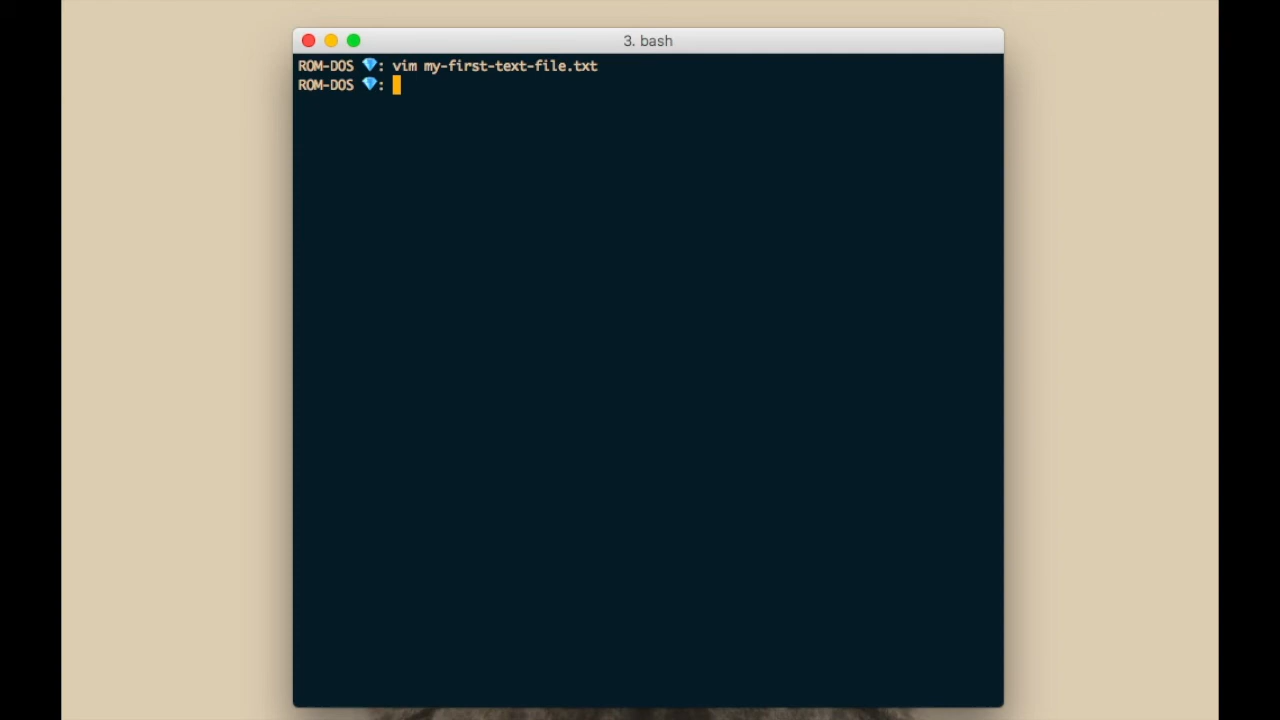 3. bash
ROM-DOS 💎: vim my-first-text-file.txt
ROM-DOS 💎: